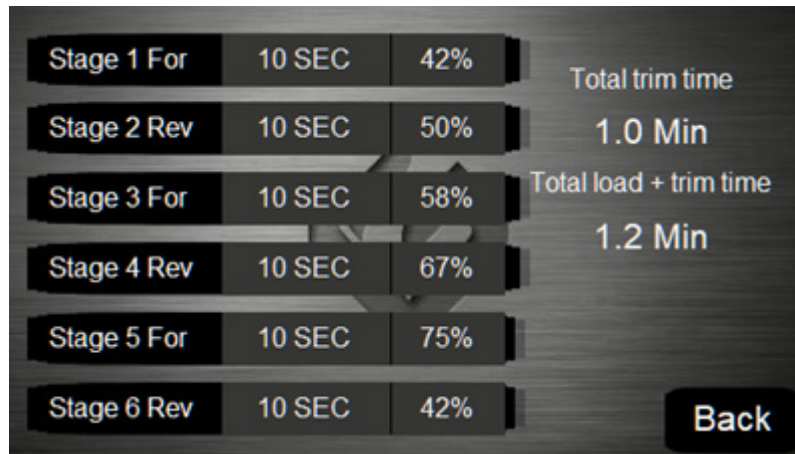 Stage 1 For 10 SEC 42%
Stage 2 Rev 10 SEC 50%
Stage 3 For 10 SEC 58%
Stage 4 Rev 10 SEC 67%
Stage 5 For 10 SEC 75%
Stage 6 Rev 10 SEC 42%
Total trim time
1.0 Min
Total load + trim time
1.2 Min
Back